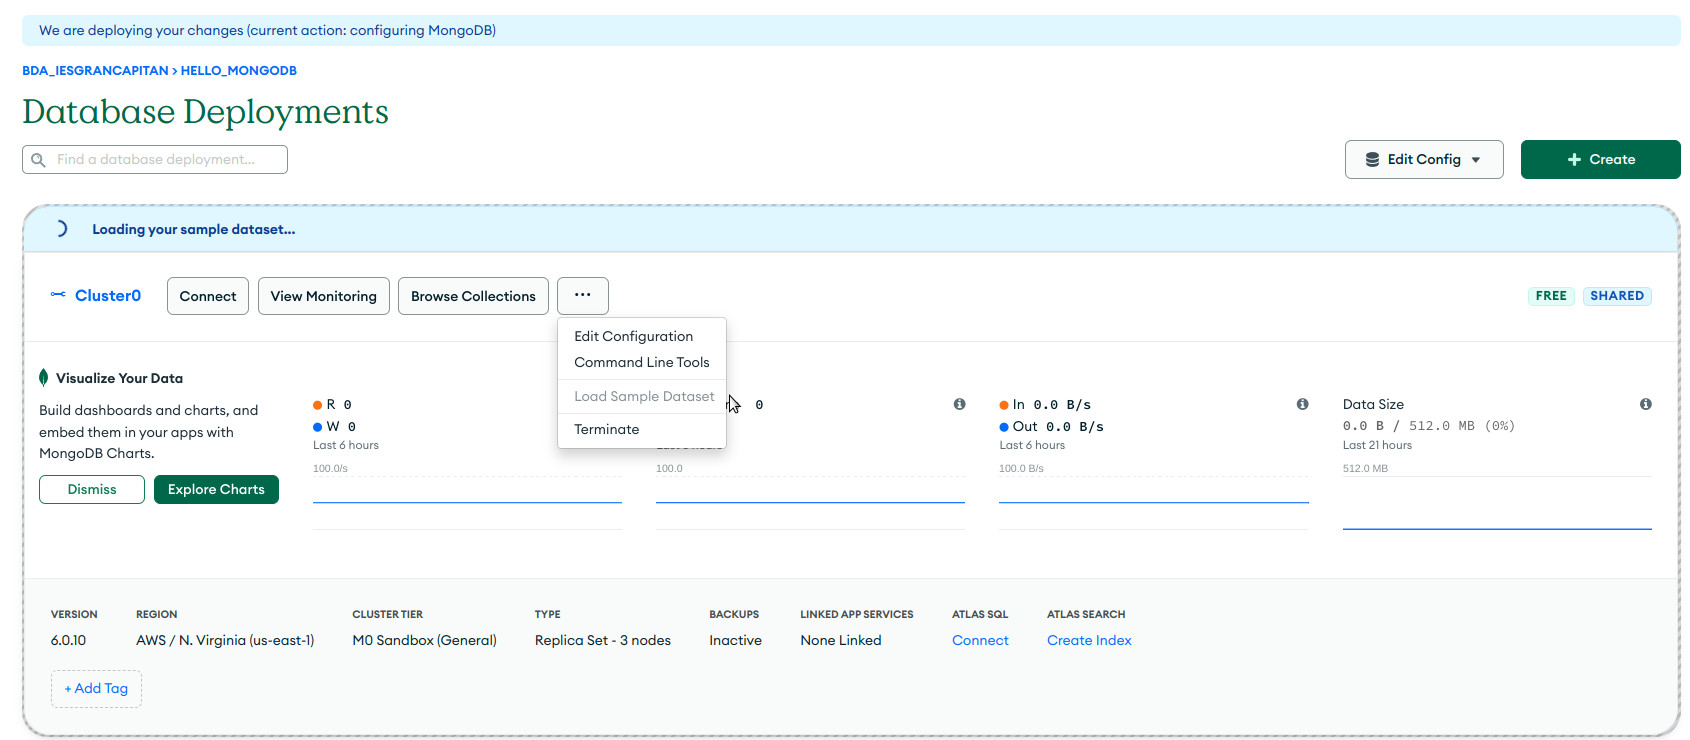 We are deploying your changes (current action: configuring MongoDB)
BDA_IESGRANCAPITAN > HELLO_MONGODB
Database Deployments
Find a database deployment...
Edit Config
+ Create
Loading your sample dataset...
Cluster0
Connect
View Monitoring
Browse Collections
...
FREE
SHARED
Edit Configuration
Command Line Tools
Load Sample Dataset
Terminate
Visualize Your Data
Build dashboards and charts, and
embed them in your apps with
MongoDB Charts.
Dismiss
Explore Charts
R 0
W 0
Last 6 hours
100.0/s
0
100.0
In 0.0 B/s
Out 0.0 B/s
Last 6 hours
100.0 B/s
Data Size
0.0 B / 512.0 MB (0%)
Last 21 hours
512.0 MB
VERSION
6.0.10
REGION
AWS / N. Virginia (us-east-1)
CLUSTER TIER
M0 Sandbox (General)
TYPE
Replica Set - 3 nodes
BACKUPS
Inactive
LINKED APP SERVICES
None Linked
ATLAS SQL
Connect
ATLAS SEARCH
Create Index
+ Add Tag